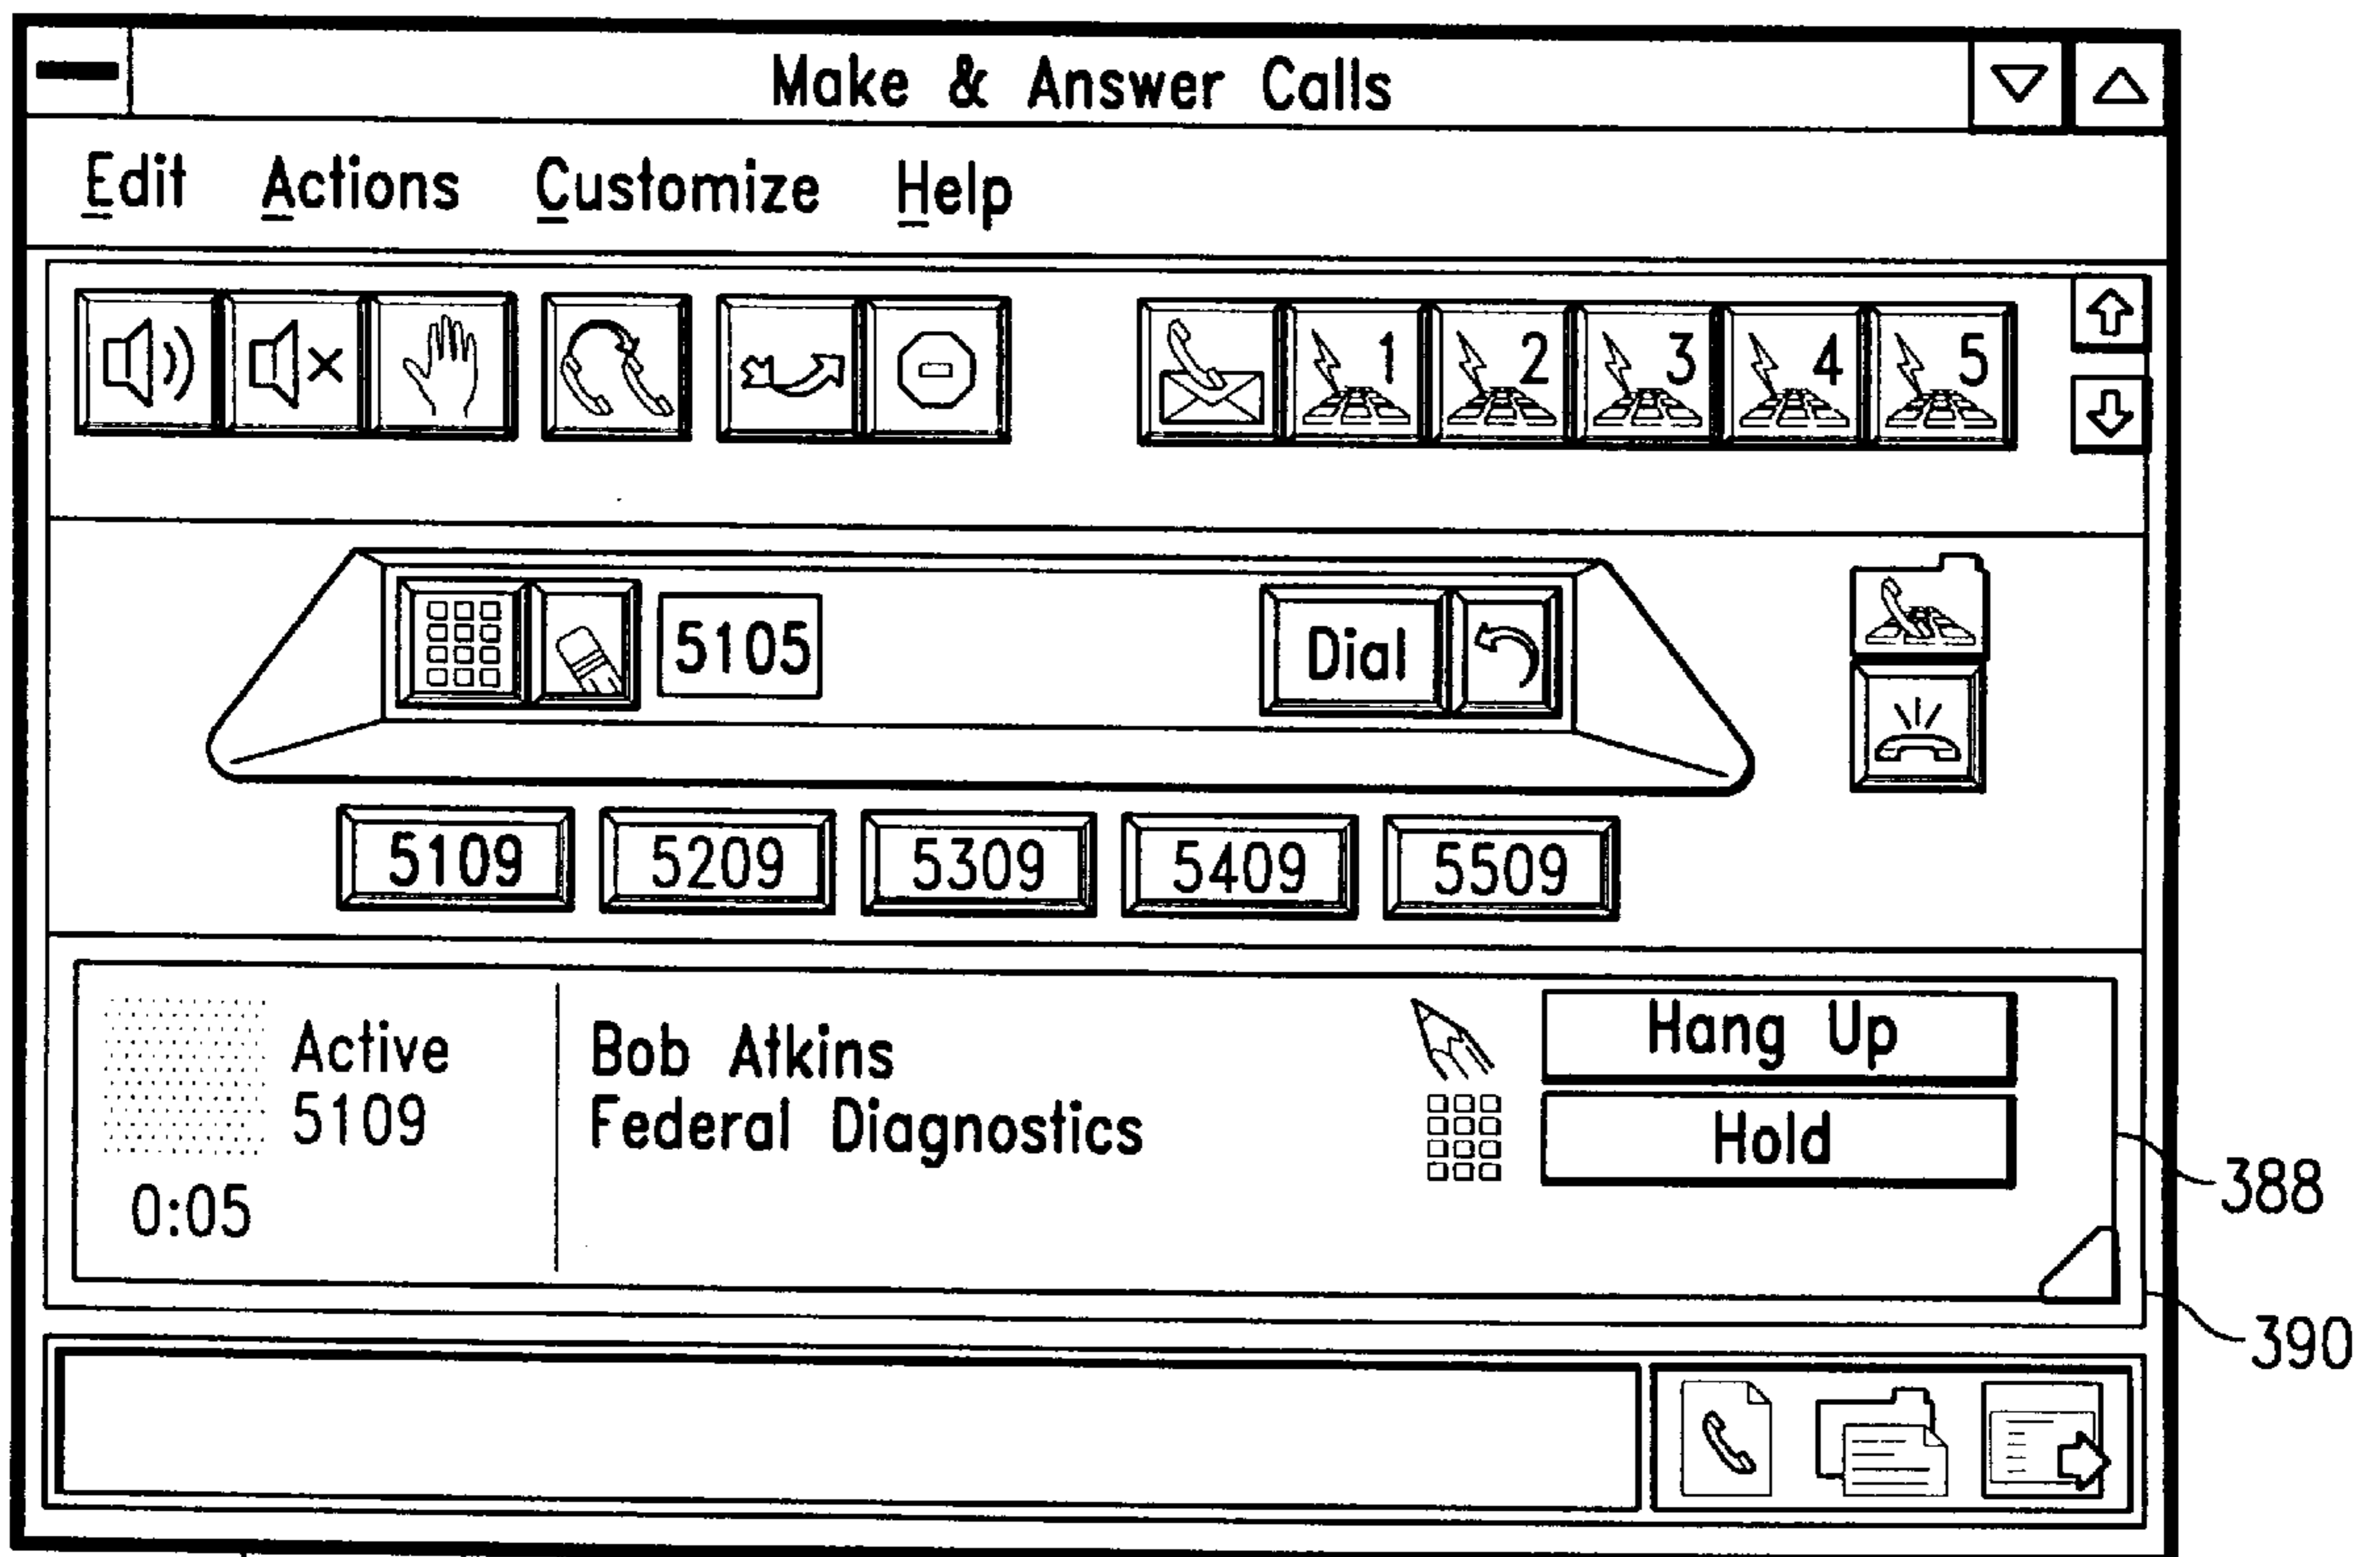 Make & Answer Calls
Edit Actions Customize Help
1 2 3 4 5
5105 Dial
5109 5209 5309 5409 5509
Active
5109
0:05
Bob Atkins
Federal Diagnostics
Hang Up
Hold
388
390